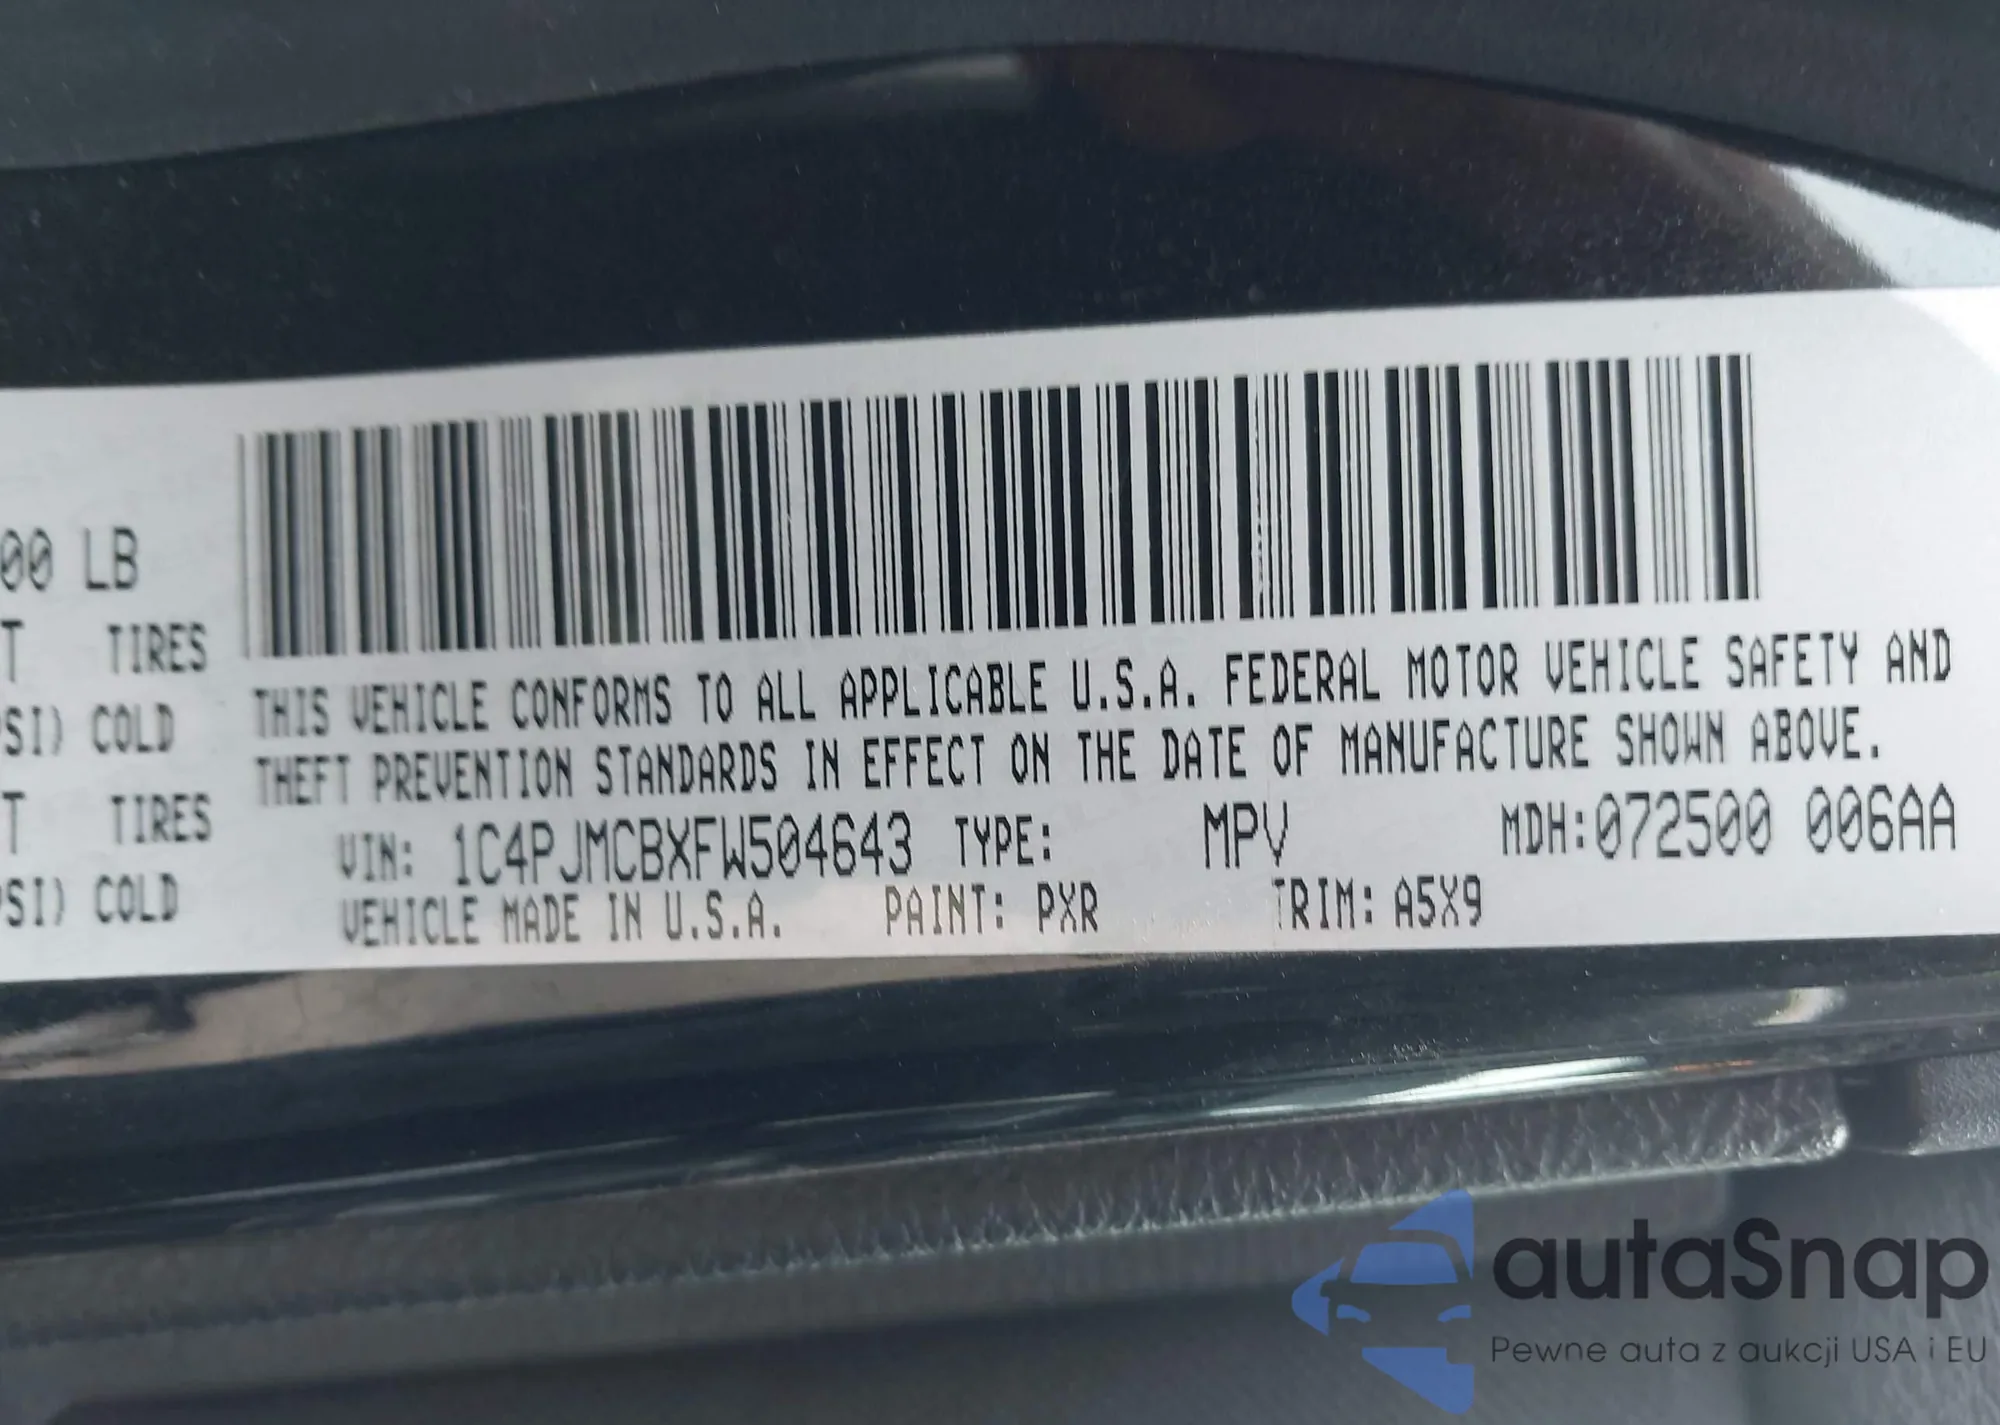 00 LB
T TIRES
SI) COLD
T TIRES
SI) COLD
THIS VEHICLE CONFORMS TO ALL APPLICABLE U.S.A. FEDERAL MOTOR VEHICLE SAFETY AND
THEFT PREVENTION STANDARDS IN EFFECT ON THE DATE OF MANUFACTURE SHOWN ABOVE.
VIN: 1C4PJMCBXFW504643 TYPE: MPV MDH:072500 006AA
VEHICLE MADE IN U.S.A. PAINT: PXR TRIM: A5X9
autaSnap
Pewne auta z aukcji USA i EU